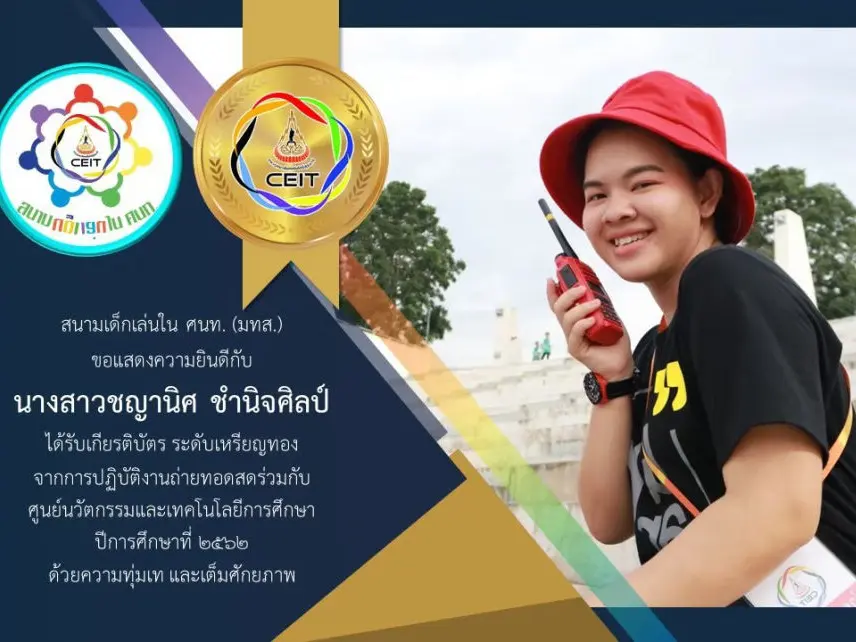 CEIT
CEIT
สนามเด็กเล่นใน ศนท. (มทส.)
ขอแสดงความยินดีกับ
นางสาวชญานิศ ชำนิจศิลป์
ได้รับเกียรติบัตร ระดับเหรียญทอง
จากการปฏิบัติงานถ่ายทอดสดร่วมกับ
ศูนย์นวัตกรรมและเทคโนโลยีการศึกษา
ปีการศึกษาที่ ๒๕๖๒
ด้วยความทุ่มเท และเต็มศักยภาพ